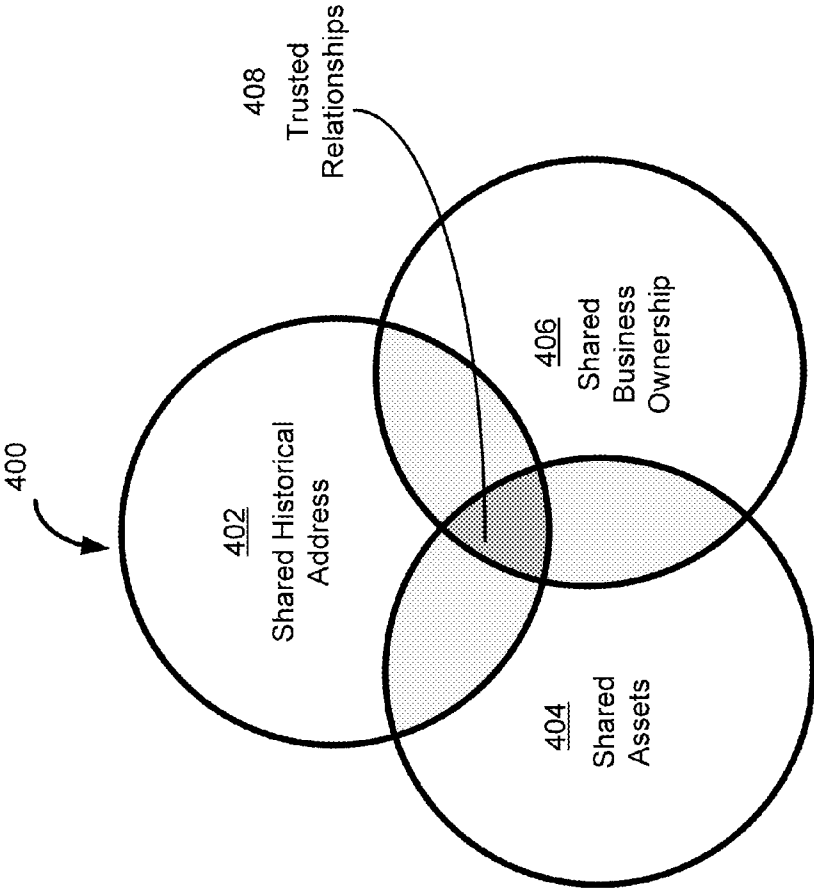 400
402
Shared Historical
Address
408
Trusted
Relationships
404
Shared
Assets
406
Shared
Business
Ownership